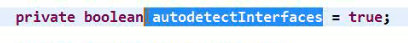 private boolean autodetectInterfaces = true;